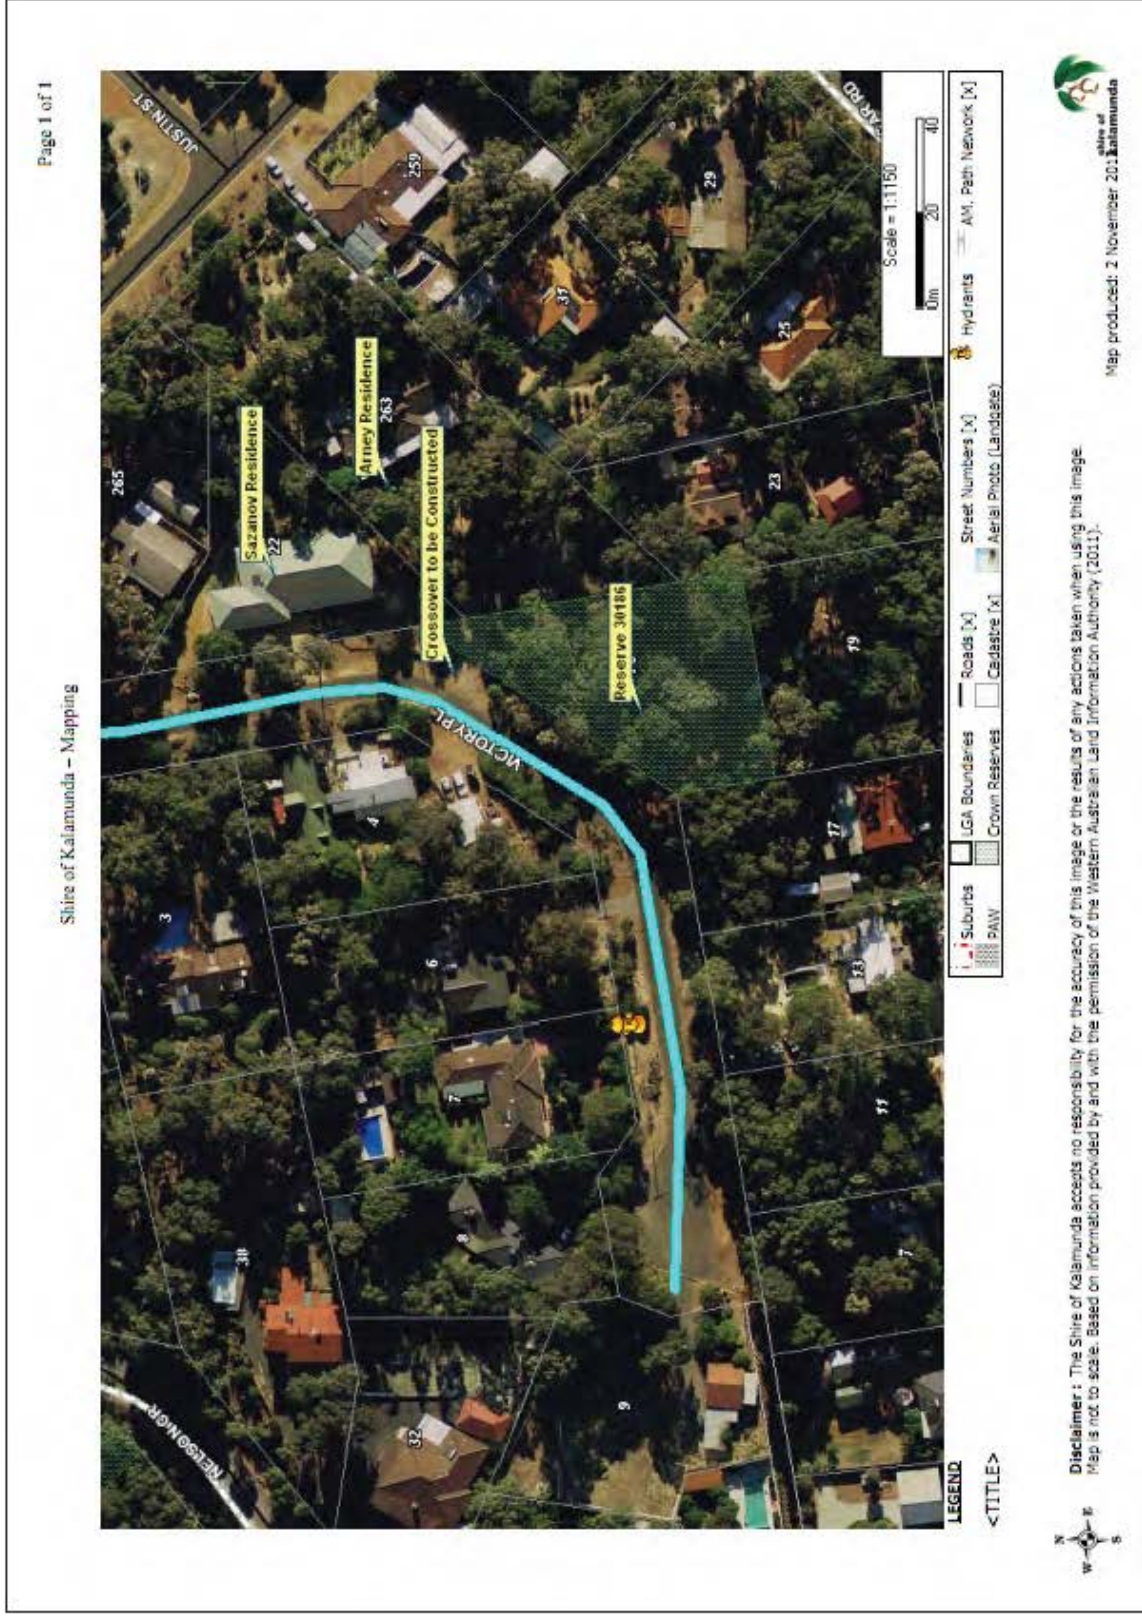 Page 1 of 1
Shire of Kalamunda – Mapping
JUSTIN ST
265
Sazanov Residence
22
Arney Residence
263
259
Crossover to be Constructed
VICTORY PL
Reserve 30186
3
4
6
7
8
38
32
NELSON GR
9
37
29
25
23
19
17
13
11
7
Scale = 1:1150
0m 20 40
LEGEND
Suburbs
LGA Boundaries
Roads [x]
Street Numbers [x]
Hydrants
AM. Path Network [x]
PAW
Crown Reserves
Cadastre [x]
Aerial Photo (Landgate)
<TITLE>
N
W E
S
Disclaimer: The Shire of Kalamunda accepts no responsibility for the accuracy of this image or the results of any actions taken when using this image.
Map is not to scale. Based on information provided by and with the permission of the Western Australian Land Information Authority (2011).
Map produced: 2 November 201
shire of
kalamunda